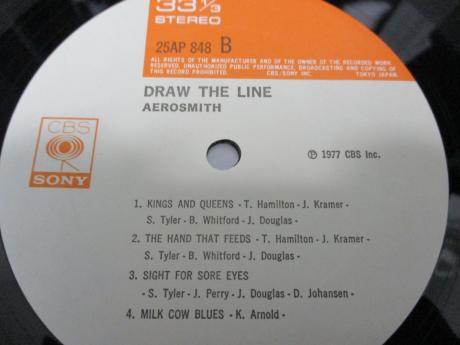 33 1/3
STEREO
25AP 848 B
ALL RIGHTS OF THE MANUFACTURER AND OF THE OWNER OF THE RECORDED WORK
RESERVED. UNAUTHORIZED PUBLIC PERFORMANCE, BROADCASTING AND COPYING OF
THIS RECORD PROHIBITED. CBS/SONY INC. TOKYO JAPAN.
DRAW THE LINE
AEROSMITH
CBS
SONY
℗ 1977 CBS Inc.
1. KINGS AND QUEENS - T. Hamilton - J. Kramer -
S. Tyler - B. Whitford - J. Douglas -
2. THE HAND THAT FEEDS - T. Hamilton - J. Kramer -
S. Tyler - B. Whitford - J. Douglas -
3. SIGHT FOR SORE EYES
- S. Tyler - J. Perry - J. Douglas - D. Johansen -
4. MILK COW BLUES - K. Arnold -